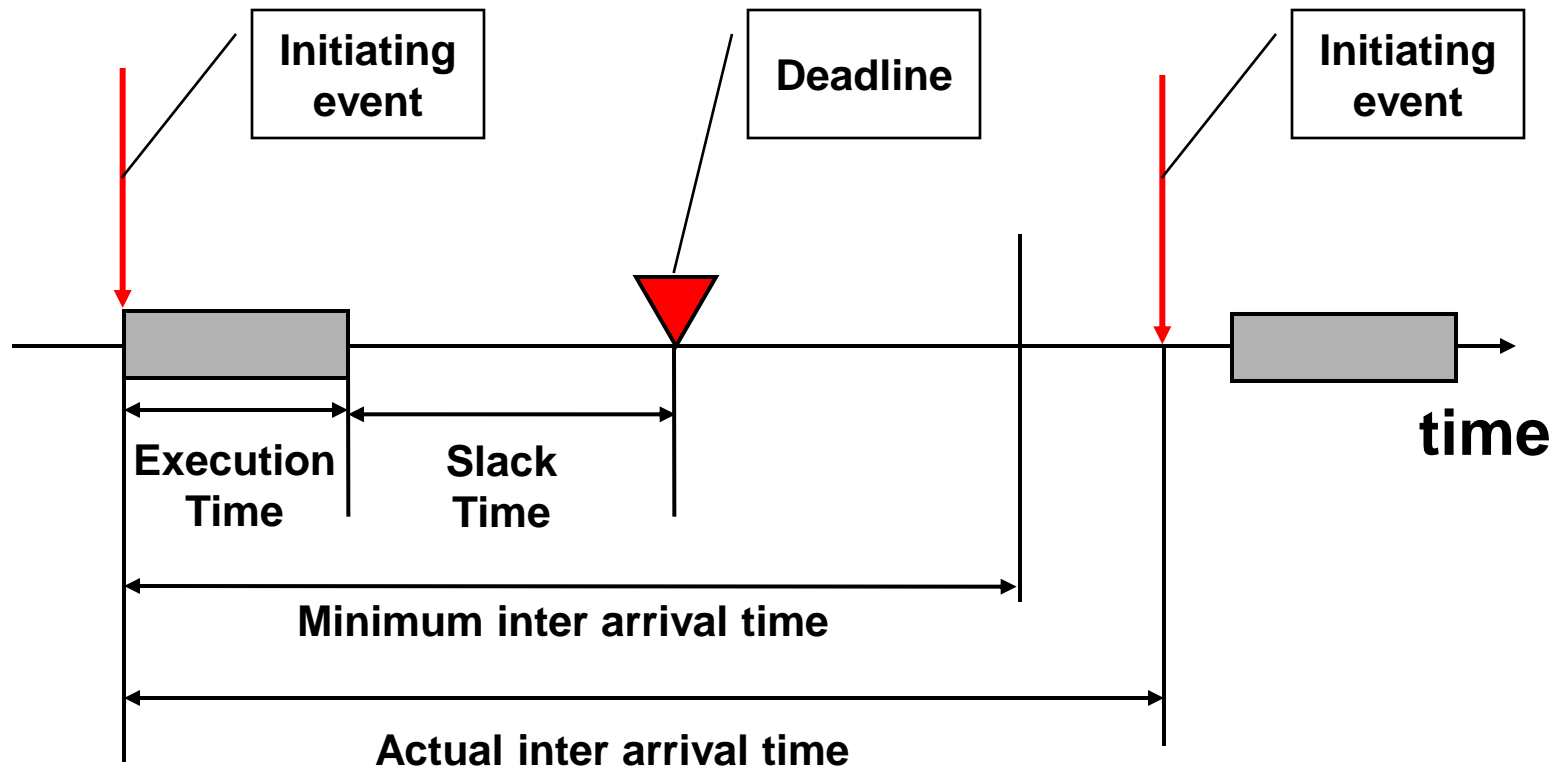 Initiating
event
Deadline
Initiating
event
time
Execution
Time
Slack
Time
Minimum inter arrival time
Actual inter arrival time